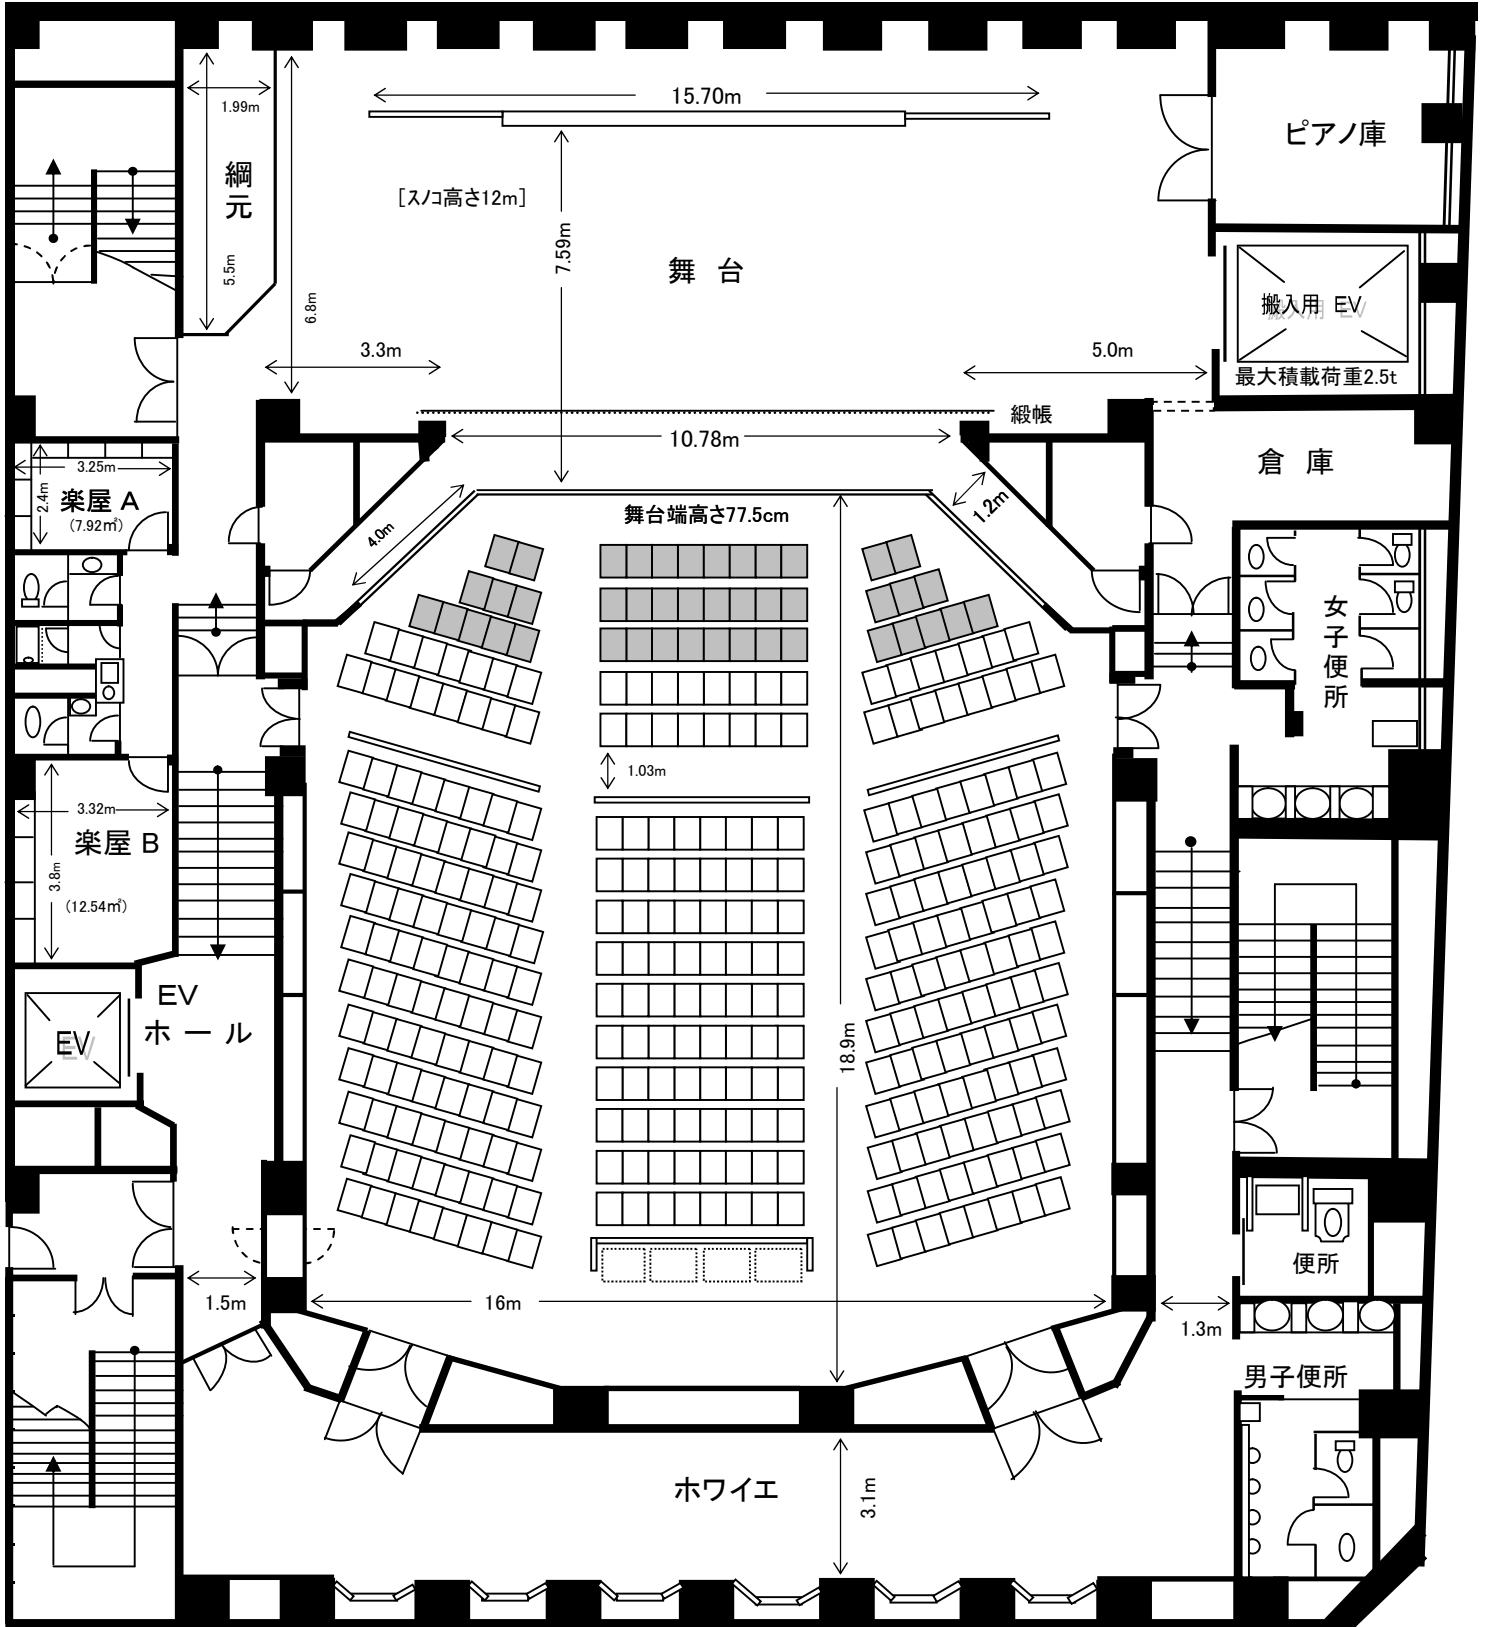 15.70m
1.99m
ピアノ庫
綱元
[スノコ高さ12m]
7.59m
5.5m
6.8m
舞 台
搬入用 EV
最大積載荷重2.5t
3.3m
5.0m
緞帳
10.78m
倉 庫
3.25m
2.4m
楽屋 A
(7.92㎡)
4.0m
1.2m
舞台端高さ77.5cm
女子便所
1.03m
3.32m
楽屋 B
3.8m
(12.54㎡)
EV
ホ ー ル
EV
18.9m
便所
1.5m
16m
1.3m
男子便所
ホワイエ
3.1m